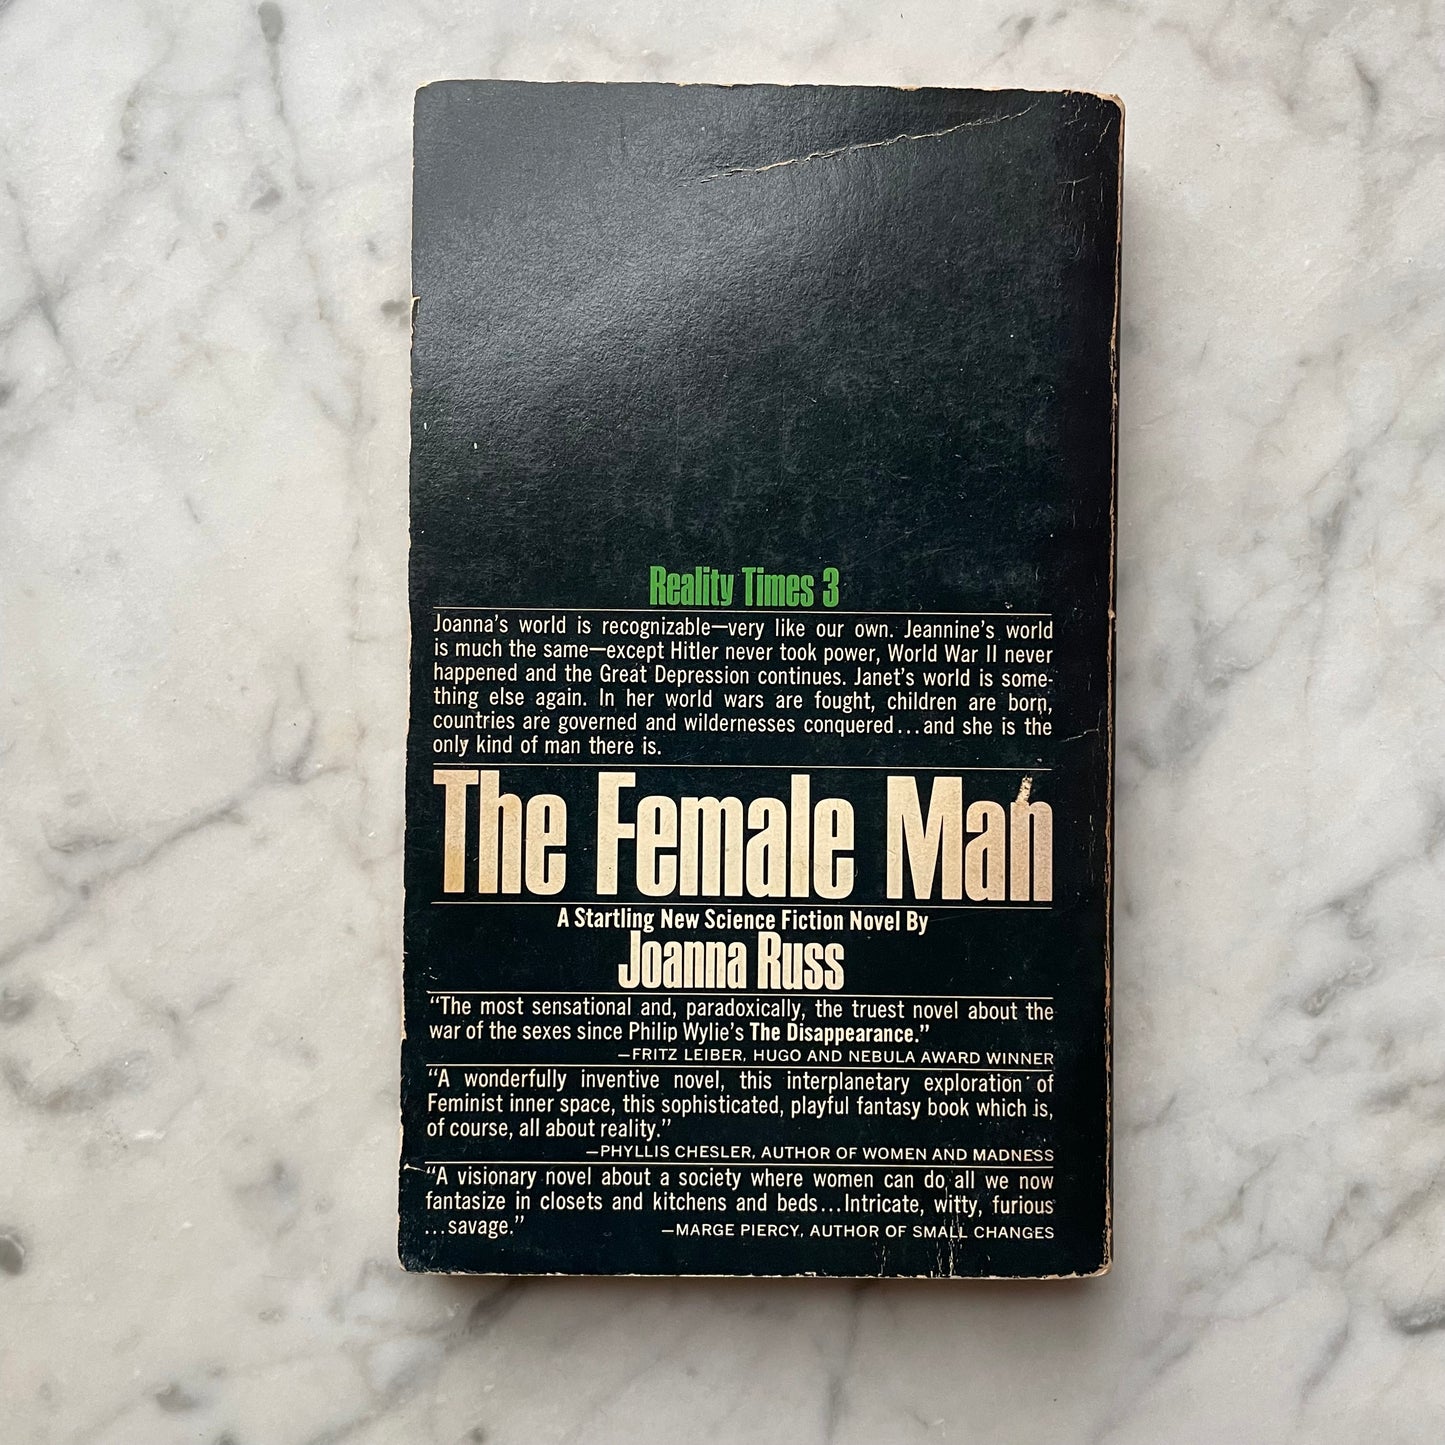 Reality Times 3
Joanna's world is recognizable—very like our own. Jeannine's world
is much the same—except Hitler never took power, World War II never
happened and the Great Depression continues. Janet's world is some-
thing else again. In her world wars are fought, children are born,
countries are governed and wildernesses conquered...and she is the
only kind of man there is.
The Female Man
A Startling New Science Fiction Novel By
Joanna Russ
“The most sensational and, paradoxically, the truest novel about the
war of the sexes since Philip Wylie's The Disappearance.”
—FRITZ LEIBER, HUGO AND NEBULA AWARD WINNER
“A wonderfully inventive novel, this interplanetary exploration of
Feminist inner space, this sophisticated, playful fantasy book which is,
of course, all about reality.”
—PHYLLIS CHESLER, AUTHOR OF WOMEN AND MADNESS
“A visionary novel about a society where women can do all we now
fantasize in closets and kitchens and beds...Intricate, witty, furious
...savage.” —MARGE PIERCY, AUTHOR OF SMALL CHANGES